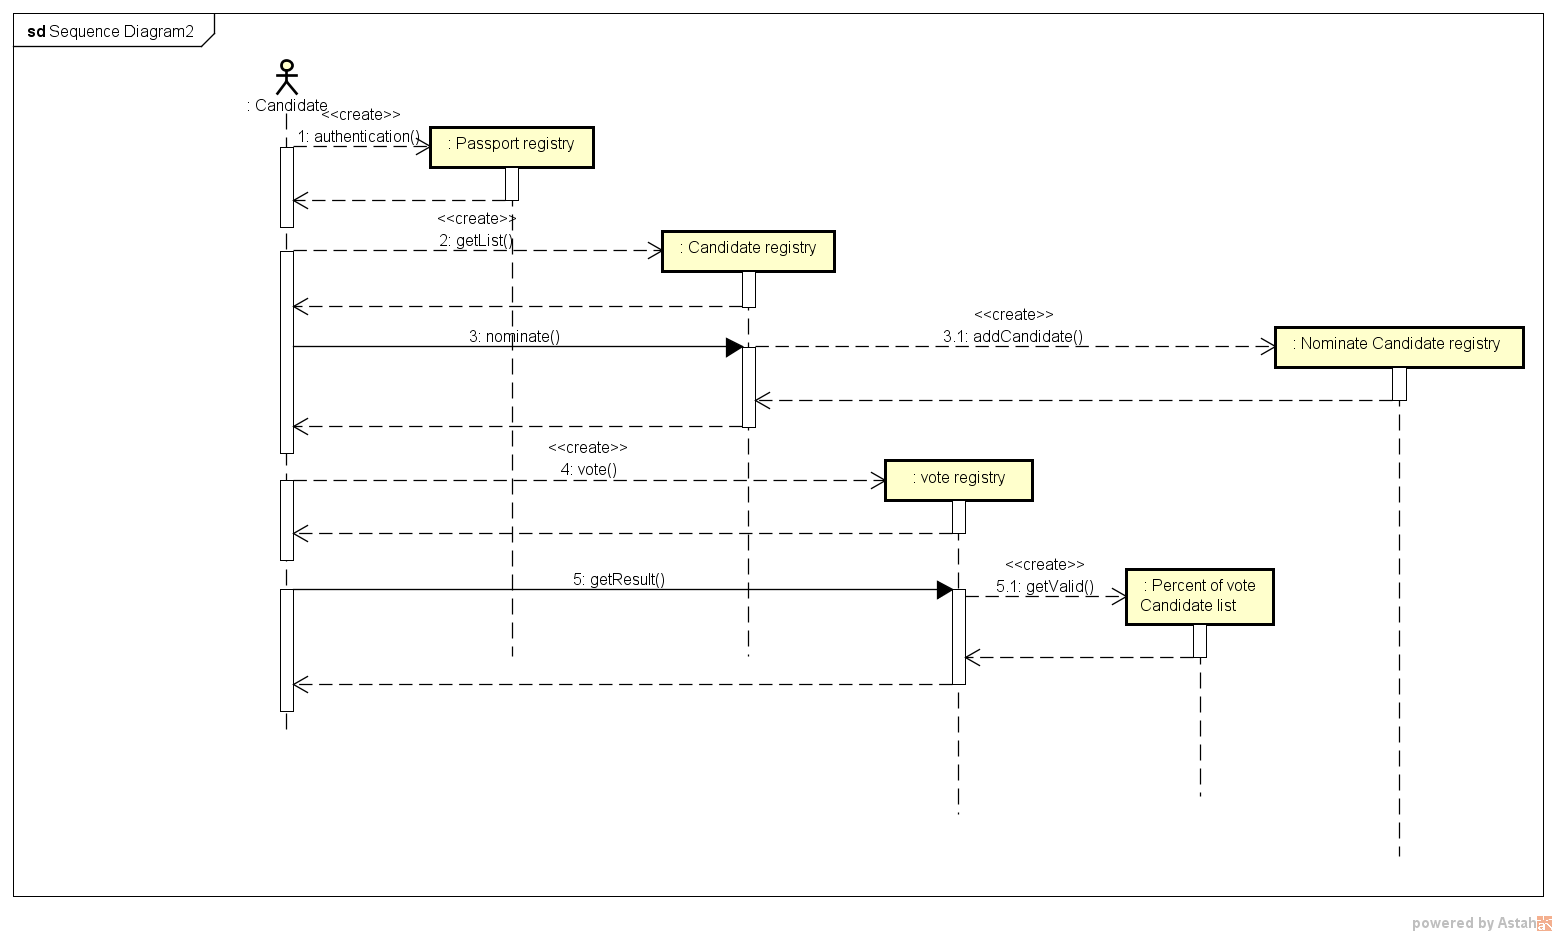 sd Sequence Diagram2
: Candidate
<<create>>
1: authentication()
: Passport registry
<<create>>
2: getList()
: Candidate registry
3: nominate()
<<create>>
3.1: addCandidate()
: Nominate Candidate registry
<<create>>
4: vote()
: vote registry
5: getResult()
<<create>>
5.1: getValid()
: Percent of vote
Candidate list
powered by Astah